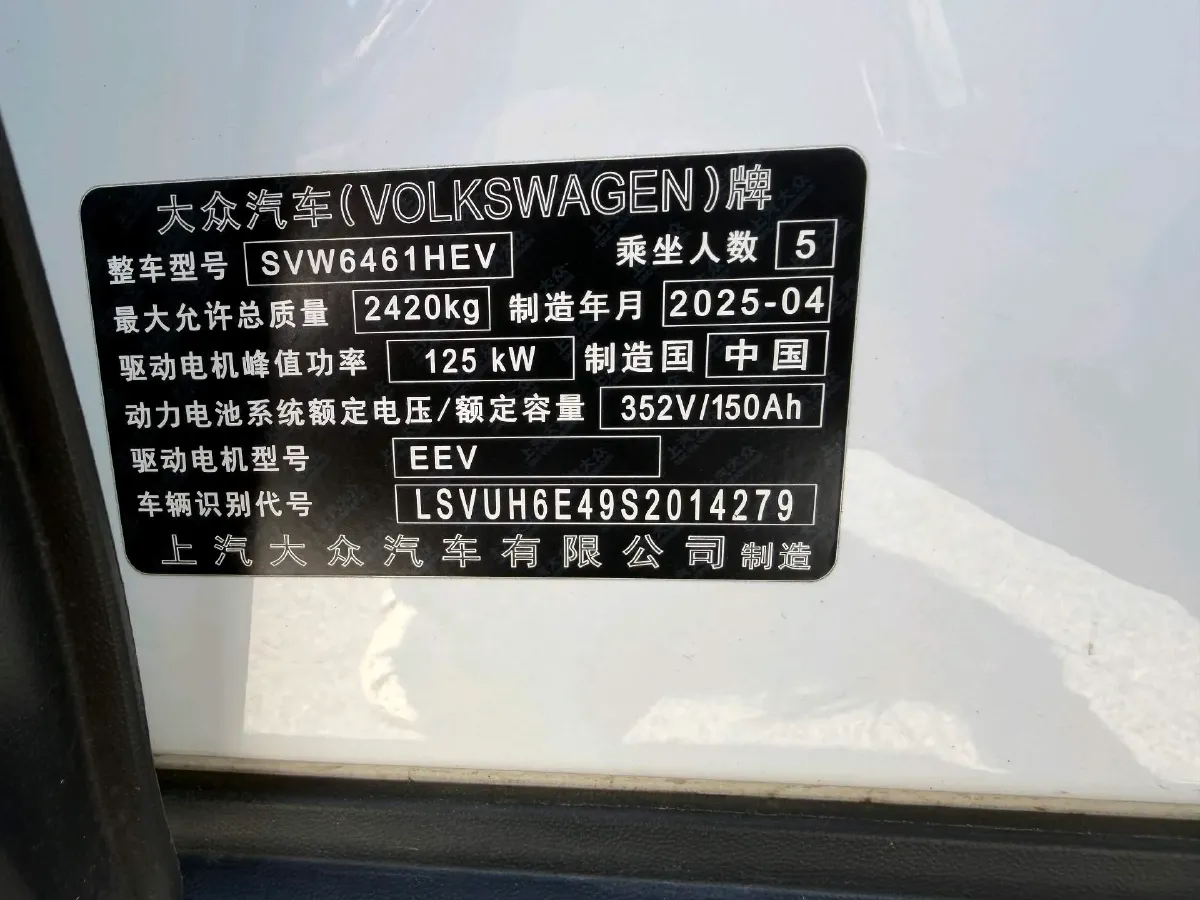 大众汽车(VOLKSWAGEN)牌
整车型号 SVW6461HEV 乘坐人数 5
最大允许总质量 2420kg 制造年月 2025-04
驱动电机峰值功率 125 kW 制造国 中国
动力电池系统额定电压/额定容量 352V/150Ah
驱动电机型号 EEV
车辆识别代号 LSVUH6E49S2014279
上汽大众汽车有限公司 制造